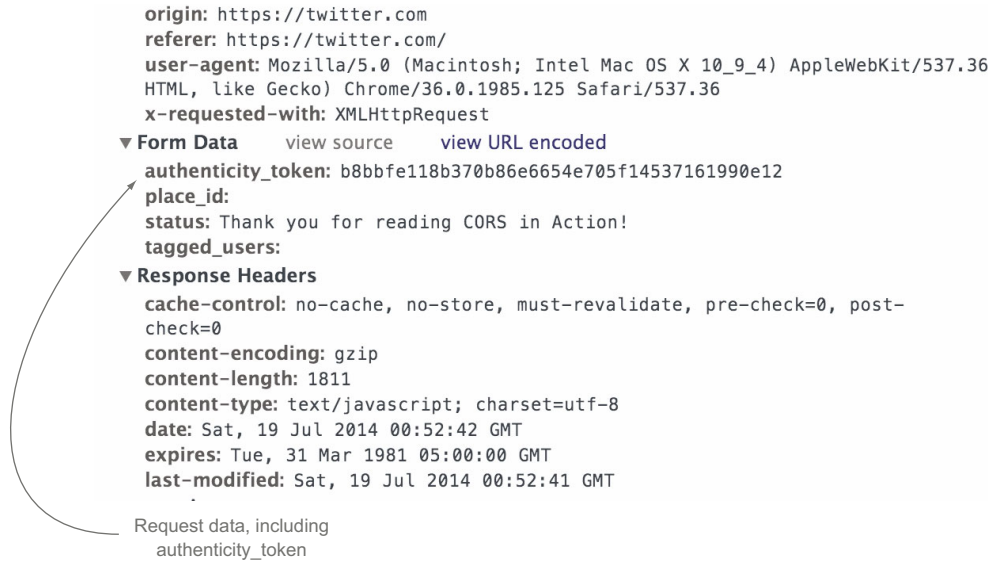 origin: https://twitter.com
referer: https://twitter.com/
user-agent: Mozilla/5.0 (Macintosh; Intel Mac OS X 10_9_4) AppleWebKit/537.36
HTML, like Gecko) Chrome/36.0.1985.125 Safari/537.36
x-requested-with: XMLHttpRequest
▼ Form Data view source view URL encoded
authenticity_token: b8bbfe118b370b86e6654e705f14537161990e12
place_id:
status: Thank you for reading CORS in Action!
tagged_users:
▼ Response Headers
cache-control: no-cache, no-store, must-revalidate, pre-check=0, post-
check=0
content-encoding: gzip
content-length: 1811
content-type: text/javascript; charset=utf-8
date: Sat, 19 Jul 2014 00:52:42 GMT
expires: Tue, 31 Mar 1981 05:00:00 GMT
last-modified: Sat, 19 Jul 2014 00:52:41 GMT
Request data, including
authenticity_token